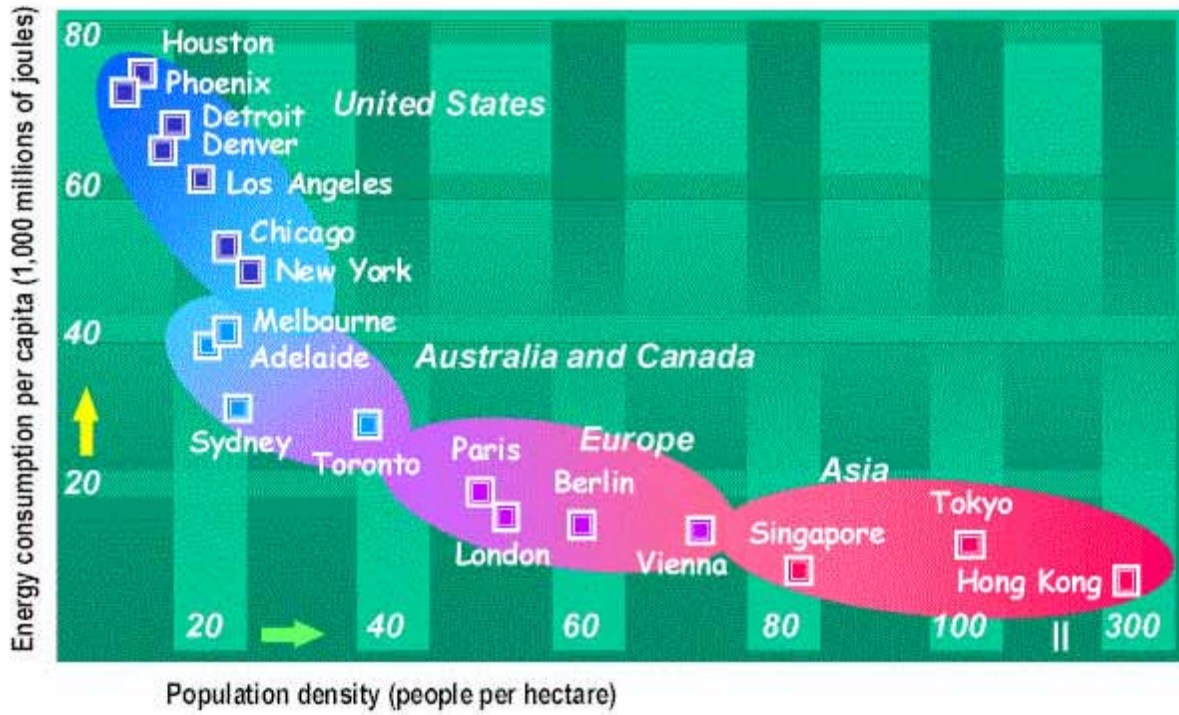 Energy consumption per capita (1,000 millions of joules)
80
Houston
Phoenix
United States
Detroit
Denver
60
Los Angeles
Chicago
New York
Melbourne
40
Adelaide
Australia and Canada
Sydney
Toronto
Paris
Europe
Berlin
Asia
20
Tokyo
London
Vienna
Singapore
Hong Kong
20 40 60 80 100 || 300
Population density (people per hectare)